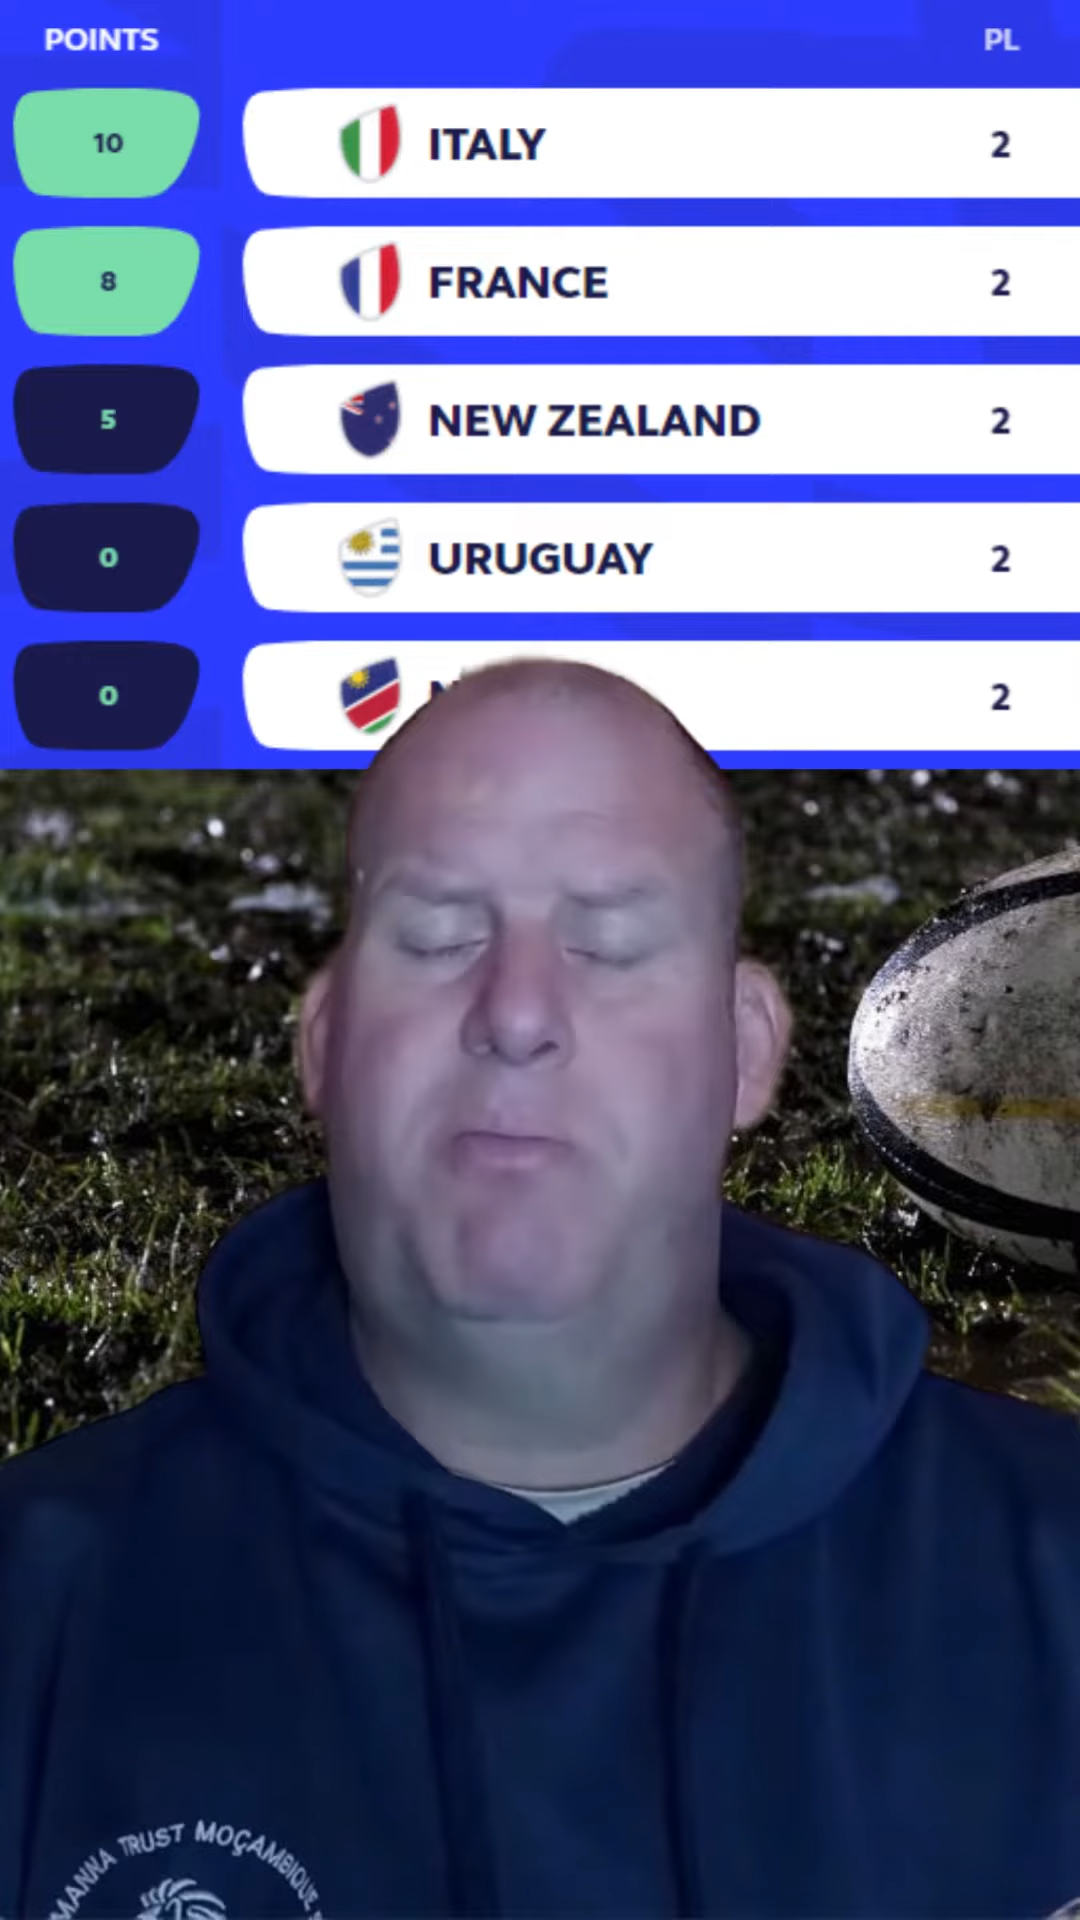 POINTS PL
10 ITALY 2
8 FRANCE 2
5 NEW ZEALAND 2
0 URUGUAY 2
0 2
MANNA TRUST MOÇAMBIQUE